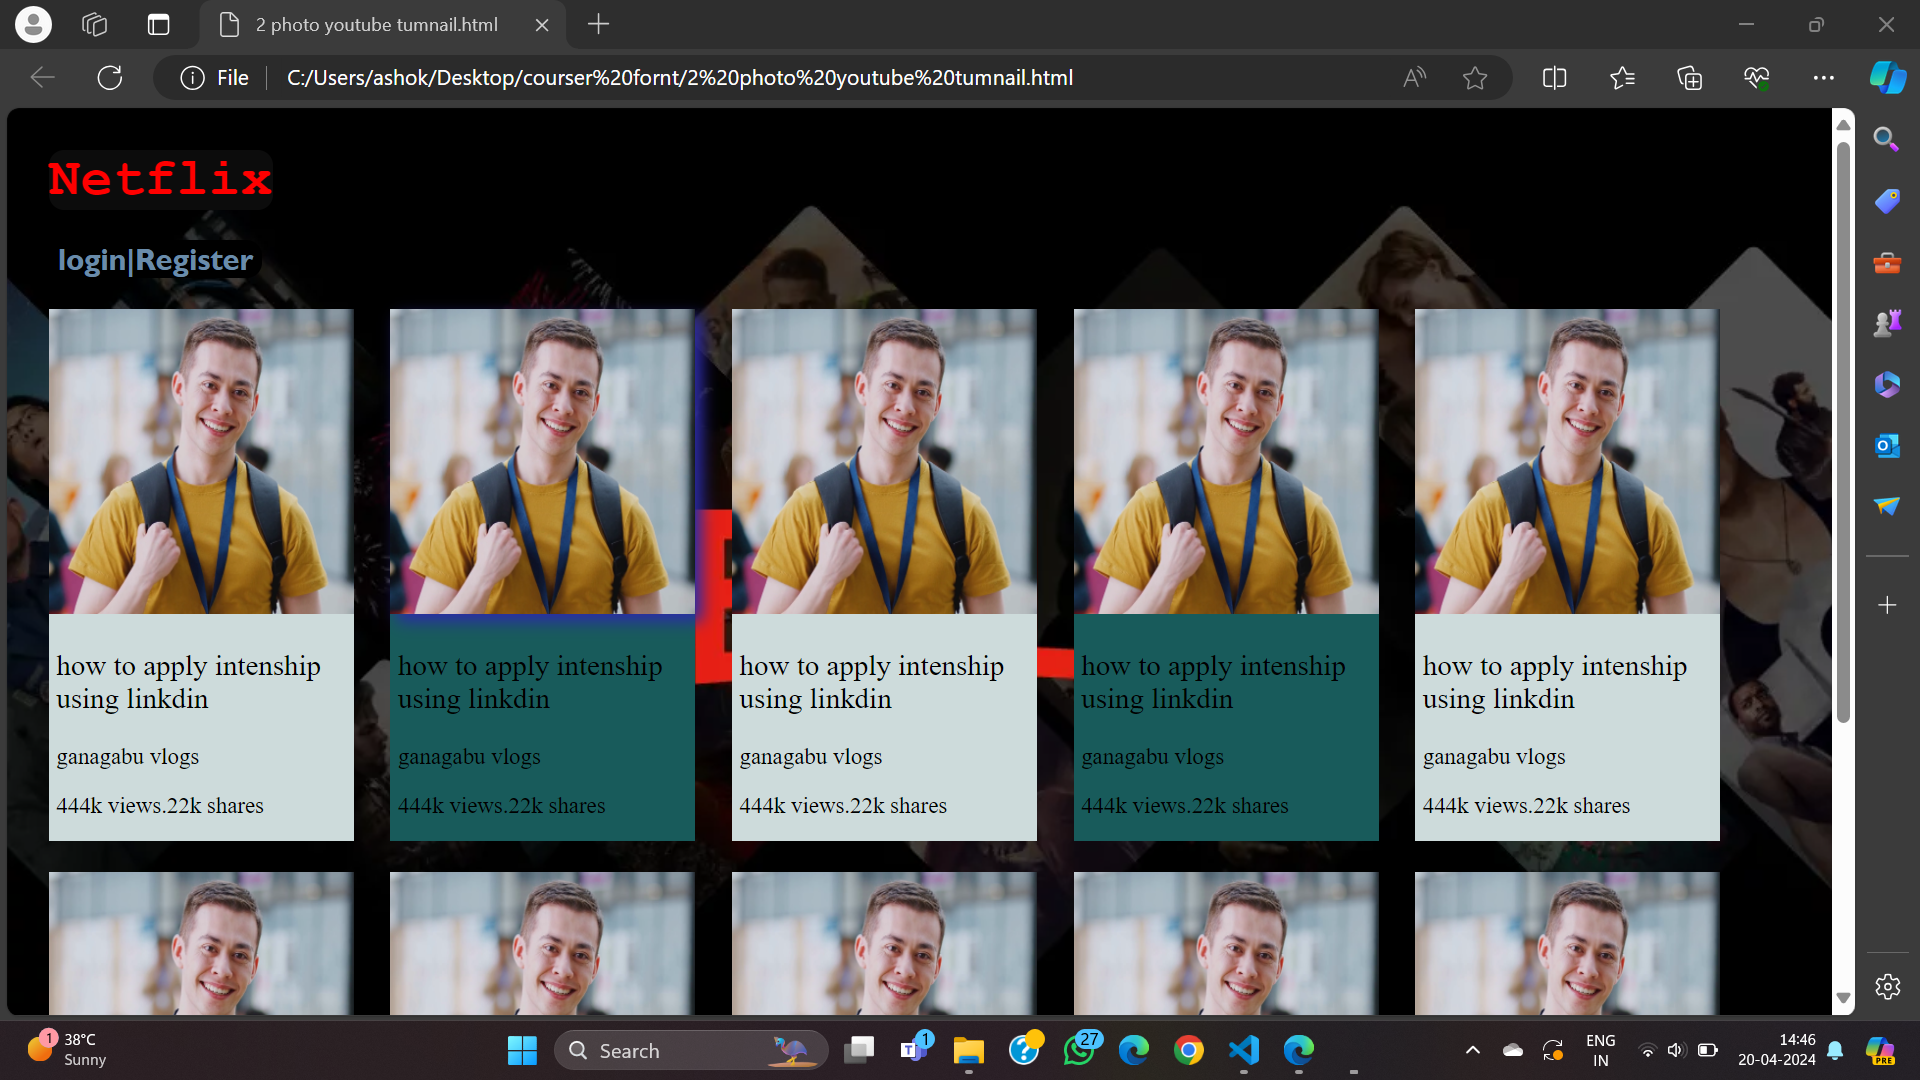 2 photo youtube tumnail.html
File
C:/Users/ashok/Desktop/courser%20fornt/2%20photo%20youtube%20tumnail.html
Netflix
login|Register
how to apply intenship
using linkdin
ganagabu vlogs
444k views.22k shares
how to apply intenship
using linkdin
ganagabu vlogs
444k views.22k shares
how to apply intenship
using linkdin
ganagabu vlogs
444k views.22k shares
how to apply intenship
using linkdin
ganagabu vlogs
444k views.22k shares
how to apply intenship
using linkdin
ganagabu vlogs
444k views.22k shares
1
38°C
Sunny
Search
1
27
ENG
IN
14:46
20-04-2024
PRE